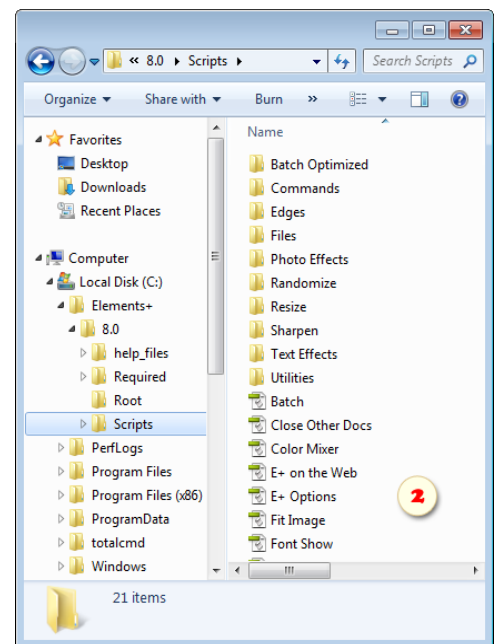 « 8.0 Scripts
Search Scripts
Organize Share with Burn »
Favorites
Desktop
Downloads
Recent Places
Computer
Local Disk (C:)
Elements+
8.0
help_files
Required
Root
Scripts
PerfLogs
Program Files
Program Files (x86)
ProgramData
totalcmd
Windows
Name
Batch Optimized
Commands
Edges
Files
Photo Effects
Randomize
Resize
Sharpen
Text Effects
Utilities
Batch
Close Other Docs
Color Mixer
E+ on the Web
E+ Options
Fit Image
Font Show
2
21 items